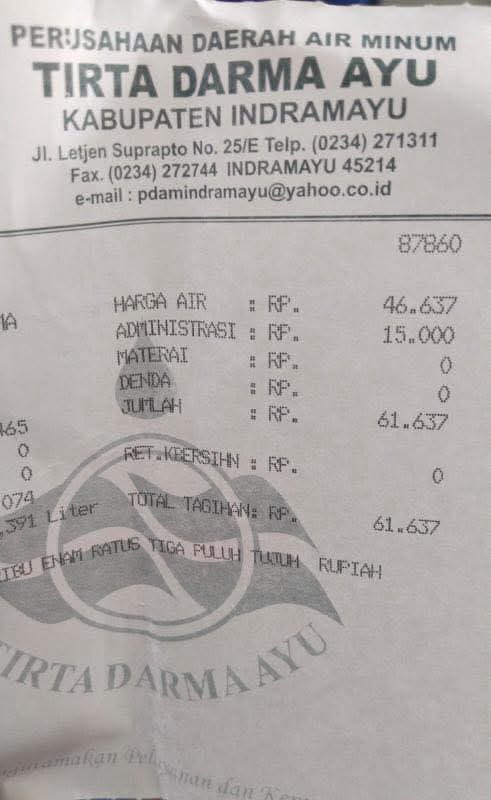 PERUSAHAAN DAERAH AIR MINUM
TIRTA DARMA AYU
KABUPATEN INDRAMAYU
Jl. Letjen Suprapto No. 25/E Telp. (0234) 271311
Fax. (0234) 272744 INDRAMAYU 45214
e-mail : pdamindramayu@yahoo.co.id
87860
HARGA AIR : RP. 46.637
MA ADMINISTRASI : RP. 15.000
MATERAI : RP. 0
DENDA : RP. 0
465 JUMLAH : RP. 61.637
0
0 RET.KBERSIHN : RP. 0
074
,391 Liter TOTAL TAGIHAN: RP. 61.637
IBU ENAM RATUS TIGA PULUH TUJUH RUPIAH
TIRTA DARMA AYU
dan